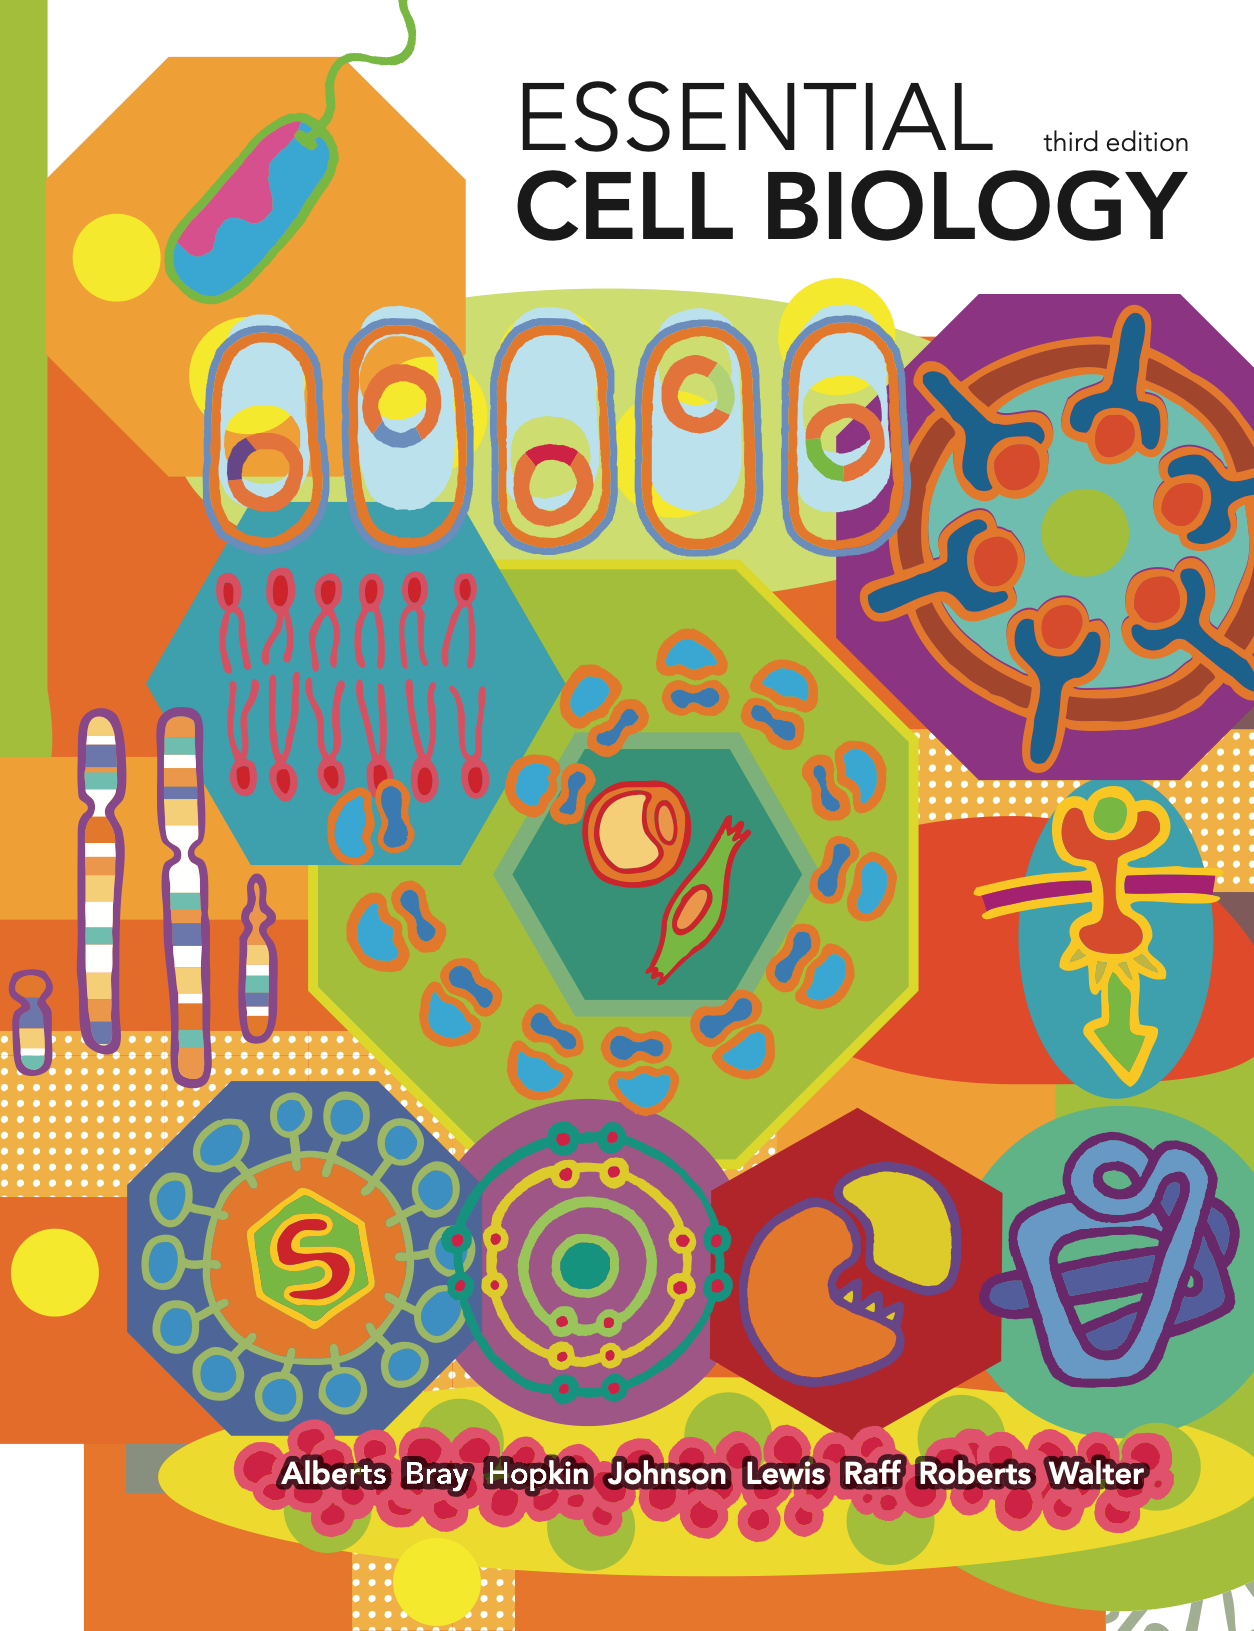 ESSENTIAL third edition
CELL BIOLOGY
Alberts Bray Hopkin Johnson Lewis Raff Roberts Walter